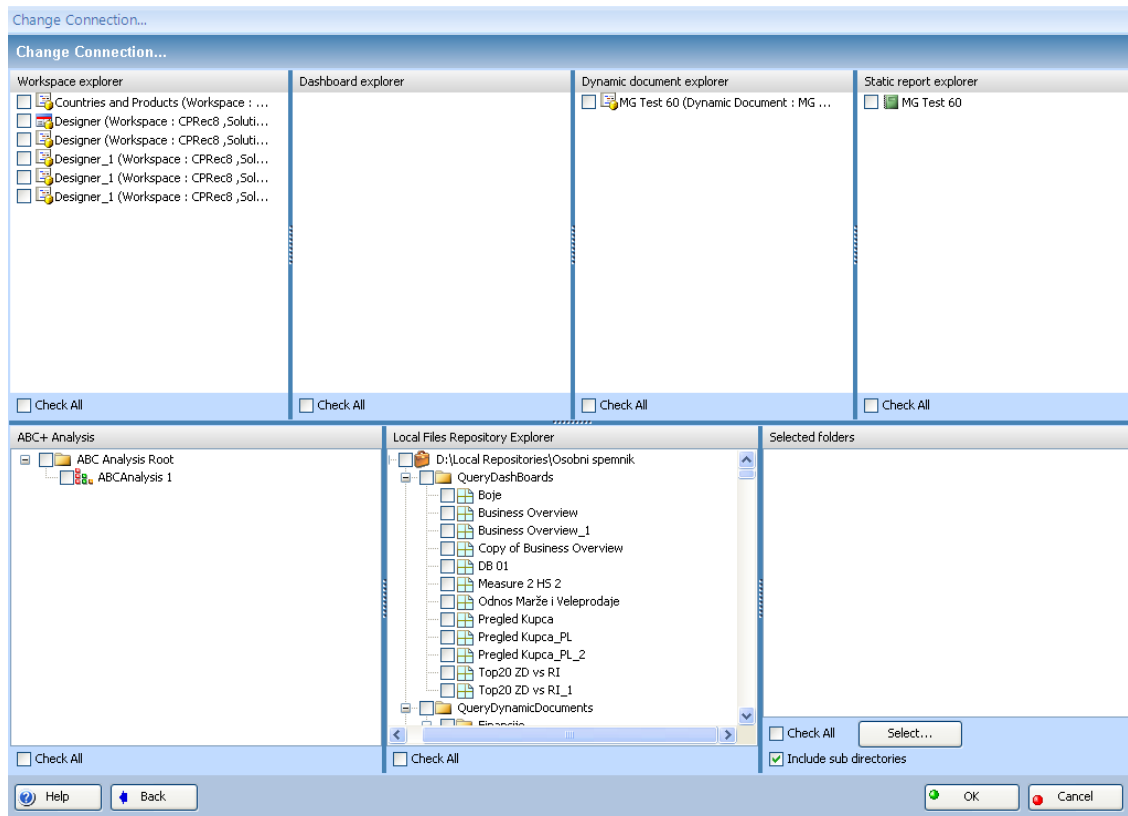 Change Connection...
Change Connection...
Workspace explorer
Countries and Products (Workspace : ...
Designer (Workspace : CPRec8 ,Soluti...
Designer (Workspace : CPRec8 ,Soluti...
Designer_1 (Workspace : CPRec8 ,Sol...
Designer_1 (Workspace : CPRec8 ,Sol...
Designer_1 (Workspace : CPRec8 ,Sol...
Check All
Dashboard explorer
Check All
Dynamic document explorer
MG Test 60 (Dynamic Document : MG ...
Check All
Static report explorer
MG Test 60
Check All
ABC+ Analysis
ABC Analysis Root
ABCAnalysis 1
Check All
Local Files Repository Explorer
D:\Local Repositories\Osobni spemnik
QueryDashBoards
Boje
Business Overview
Business Overview_1
Copy of Business Overview
DB 01
Measure 2 HS 2
Odnos Marže i Veleprodaje
Pregled Kupca
Pregled Kupca_PL
Pregled Kupca_PL_2
Top20 ZD vs RI
Top20 ZD vs RI_1
QueryDynamicDocuments
Financije
Check All
Selected folders
Check All
Select...
Include sub directories
Help
Back
OK
Cancel